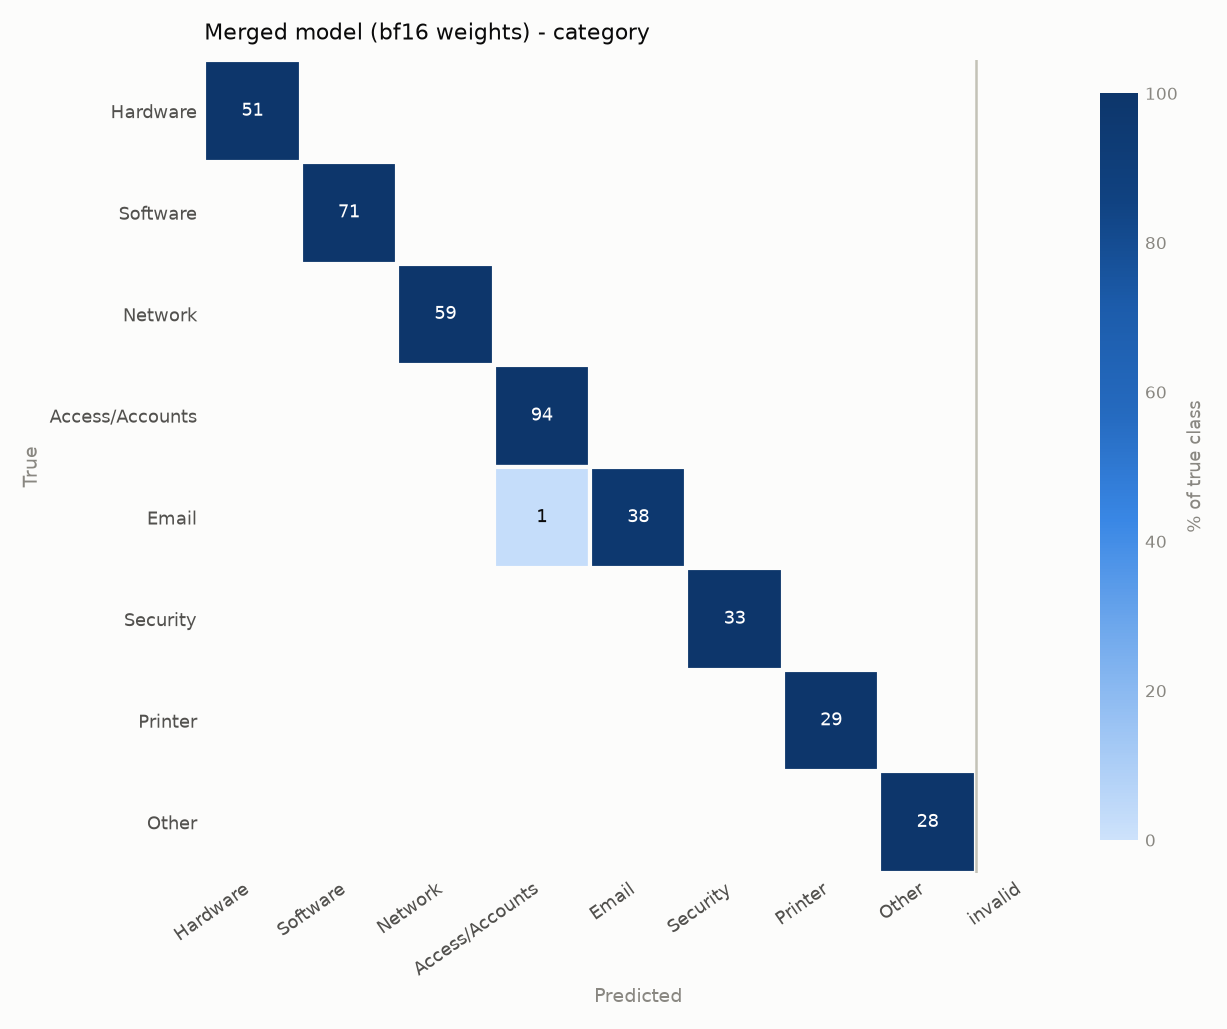 Merged model (bf16 weights) - category
Hardware
51
Software
71
Network
59
Access/Accounts
94
Email
1 38
Security
33
Printer
29
Other
28
True
Hardware Software Network Access/Accounts Email Security Printer Other invalid
Predicted
100
80
60
40
20
0
% of true class